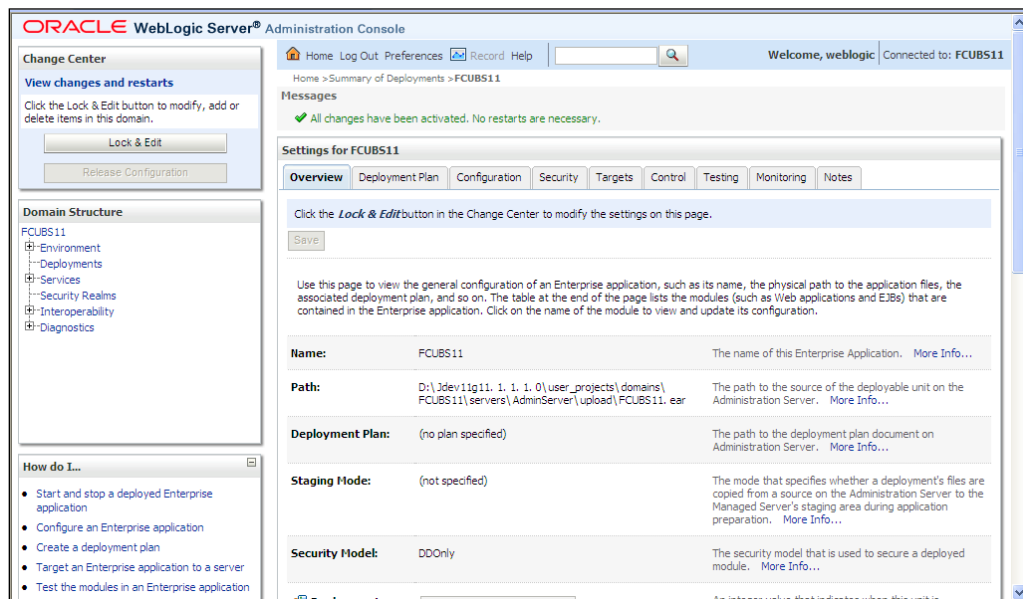 ORACLE WebLogic Server® Administration Console
Change Center
View changes and restarts
Click the Lock & Edit button to modify, add or
delete items in this domain.
Lock & Edit
Release Configuration
Domain Structure
FCUBS11
Environment
Deployments
Services
Security Realms
Interoperability
Diagnostics
How do I...
Start and stop a deployed Enterprise
application
Configure an Enterprise application
Create a deployment plan
Target an Enterprise application to a server
Test the modules in an Enterprise application
Home Log Out Preferences Record Help
Welcome, weblogic Connected to: FCUBS11
Home >Summary of Deployments >FCUBS11
Messages
All changes have been activated. No restarts are necessary.
Settings for FCUBS11
Overview Deployment Plan Configuration Security Targets Control Testing Monitoring Notes
Click the Lock & Edit button in the Change Center to modify the settings on this page.
Save
Use this page to view the general configuration of an Enterprise application, such as its name, the physical path to the application files, the
associated deployment plan, and so on. The table at the end of the page lists the modules (such as Web applications and EJBs) that are
contained in the Enterprise application. Click on the name of the module to view and update its configuration.
Name: FCUBS11 The name of this Enterprise Application. More Info...
Path: D:\Jdev11g11. 1. 1. 1. 0\user_projects\domains\ The path to the source of the deployable unit on the
FCUBS11\servers\AdminServer\upload\FCUBS11. ear Administration Server. More Info...
Deployment Plan: (no plan specified) The path to the deployment plan document on
Administration Server. More Info...
Staging Mode: (not specified) The mode that specifies whether a deployment's files are
copied from a source on the Administration Server to the
Managed Server's staging area during application
preparation. More Info...
Security Model: DDOnly The security model that is used to secure a deployed
module. More Info...